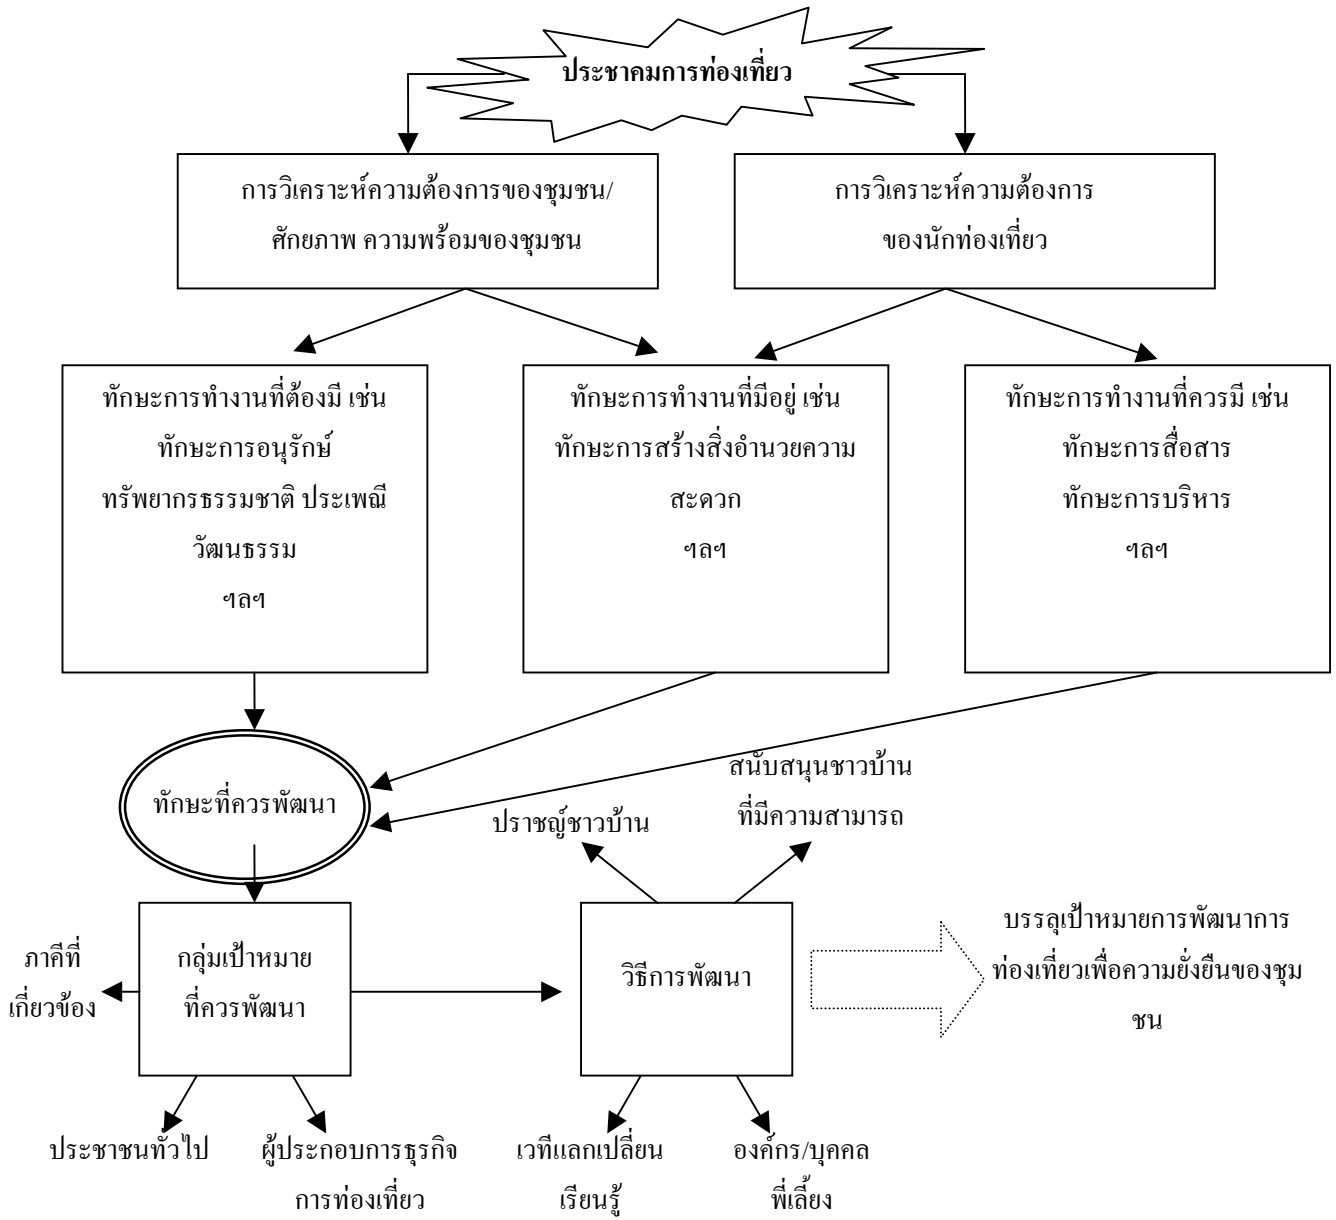 ประชาคมการท่องเที่ยว
การวิเคราะห์ความต้องการของชุมชน/
ศักยภาพ ความพร้อมของชุมชน
การวิเคราะห์ความต้องการ
ของนักท่องเที่ยว
ทักษะการทำงานที่ต้องมี เช่น
ทักษะการอนุรักษ์
ทรัพยากรธรรมชาติ ประเพณี
วัฒนธรรม
ฯลฯ
ทักษะการทำงานที่มีอยู่ เช่น
ทักษะการสร้างสิ่งอำนวยความ
สะดวก
ฯลฯ
ทักษะการทำงานที่ควรมี เช่น
ทักษะการสื่อสาร
ทักษะการบริหาร
ฯลฯ
ทักษะที่ควรพัฒนา
ปราชญ์ชาวบ้าน
สนับสนุนชาวบ้าน
ที่มีความสามารถ
ภาคีที่
เกี่ยวข้อง
กลุ่มเป้าหมาย
ที่ควรพัฒนา
วิธีการพัฒนา
บรรลุเป้าหมายการพัฒนาการ
ท่องเที่ยวเพื่อความยั่งยืนของชุม
ชน
ประชาชนทั่วไป
ผู้ประกอบการธุรกิจ
การท่องเที่ยว
เวทีแลกเปลี่ยน
เรียนรู้
องค์กร/บุคคล
พี่เลี้ยง